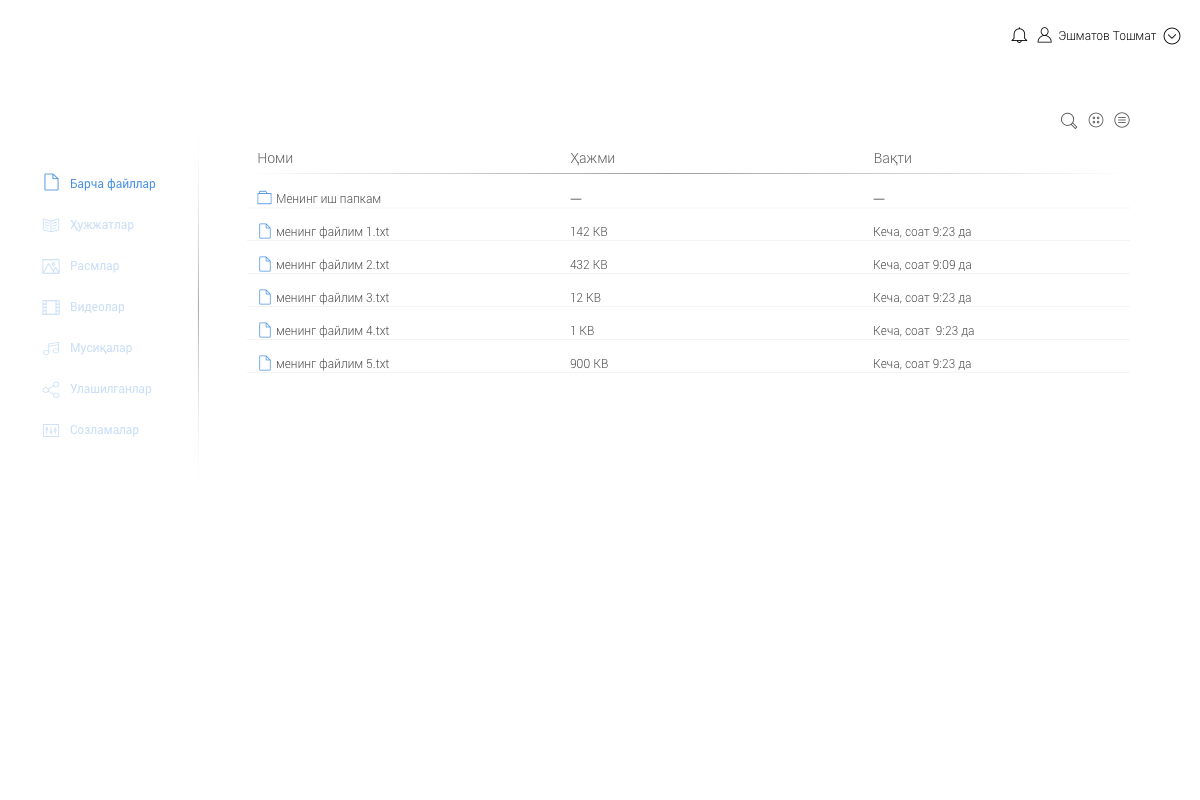 Эшматов Тошмат
Номи Ҳажми Вақти
Барча файллар
Ҳужжатлар
Расмлар
Видеолар
Мусиқалар
Улашилганлар
Созламалар
Менинг иш папкам — —
менинг файлим 1.txt 142 KB Кеча, соат 9:23 да
менинг файлим 2.txt 432 KB Кеча, соат 9:09 да
менинг файлим 3.txt 12 KB Кеча, соат 9:23 да
менинг файлим 4.txt 1 KB Кеча, соат 9:23 да
менинг файлим 5.txt 900 KB Кеча, соат 9:23 да